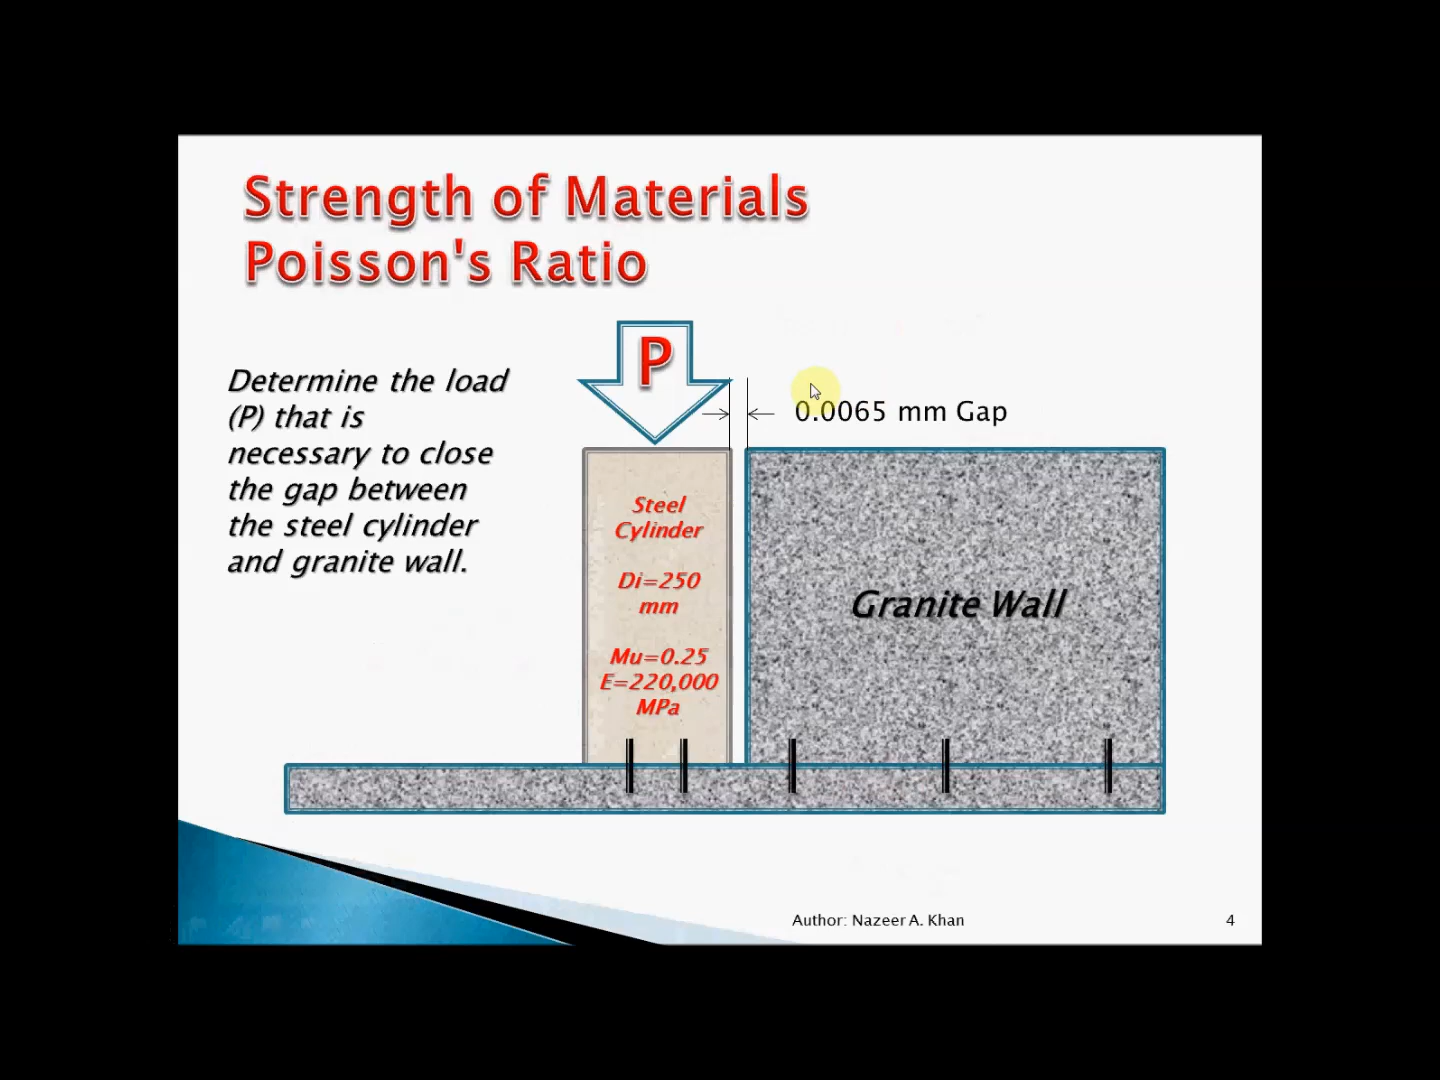 Strength of Materials
Poisson's Ratio
Determine the load
(P) that is
necessary to close
the gap between
the steel cylinder
and granite wall.
P
0.0065 mm Gap
Steel
Cylinder
Di=250
mm
Mu=0.25
E=220,000
MPa
Granite Wall
Author: Nazeer A. Khan
4